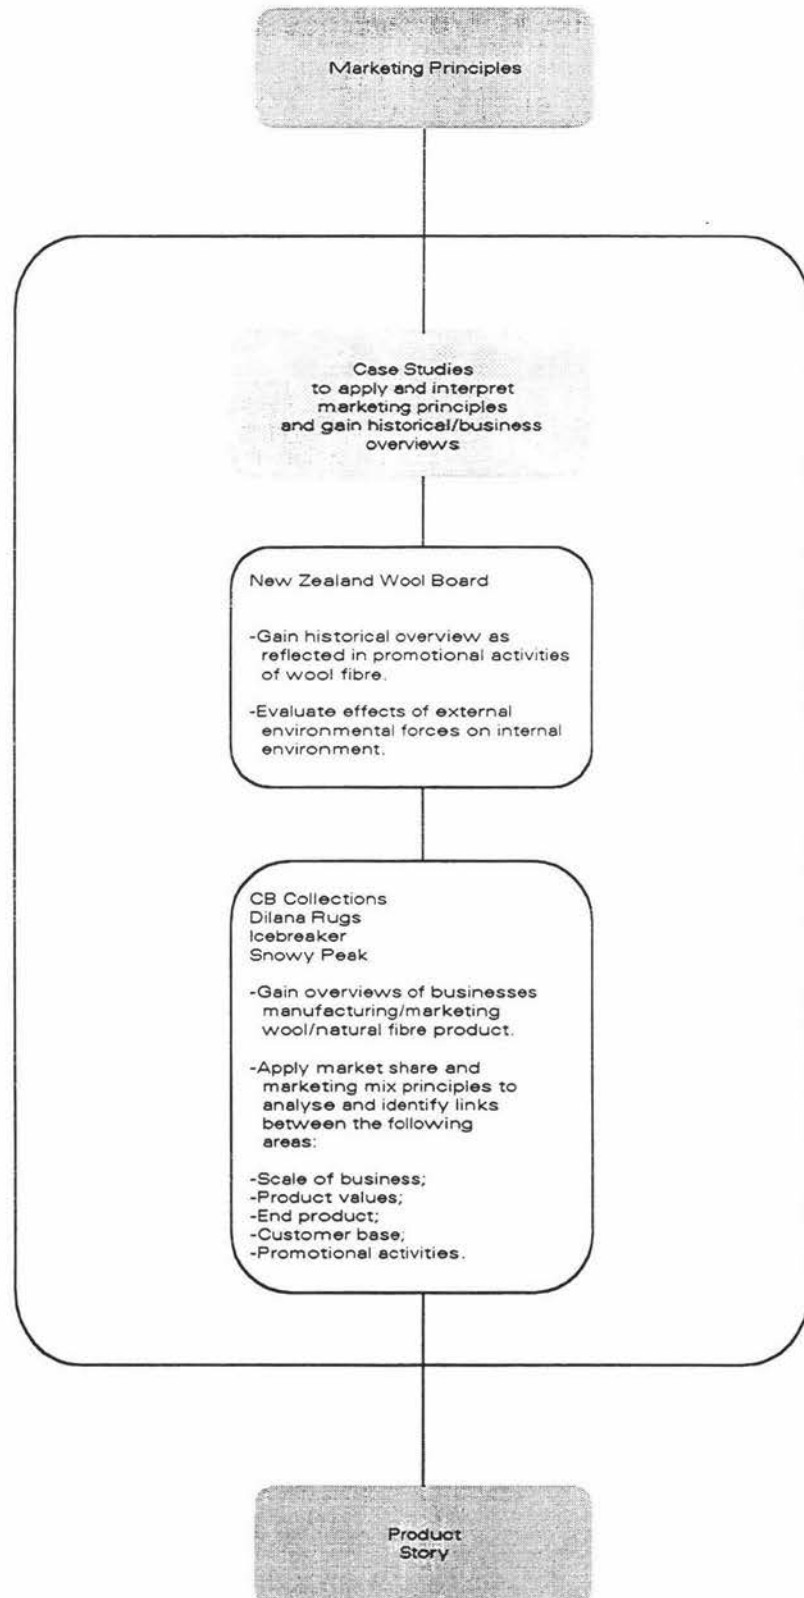 Marketing Principles
Case Studies
to apply and interpret
marketing principles
and gain historical/business
overviews
New Zealand Wool Board
-Gain historical overview as
reflected in promotional activities
of wool fibre.
-Evaluate effects of external
environmental forces on internal
environment.
CB Collections
Dilana Rugs
Icebreaker
Snowy Peak
-Gain overviews of businesses
manufacturing/marketing
wool/natural fibre product.
-Apply market share and
marketing mix principles to
analyse and identify links
between the following
areas:
-Scale of business;
-Product values;
-End product;
-Customer base;
-Promotional activities.
Product
Story